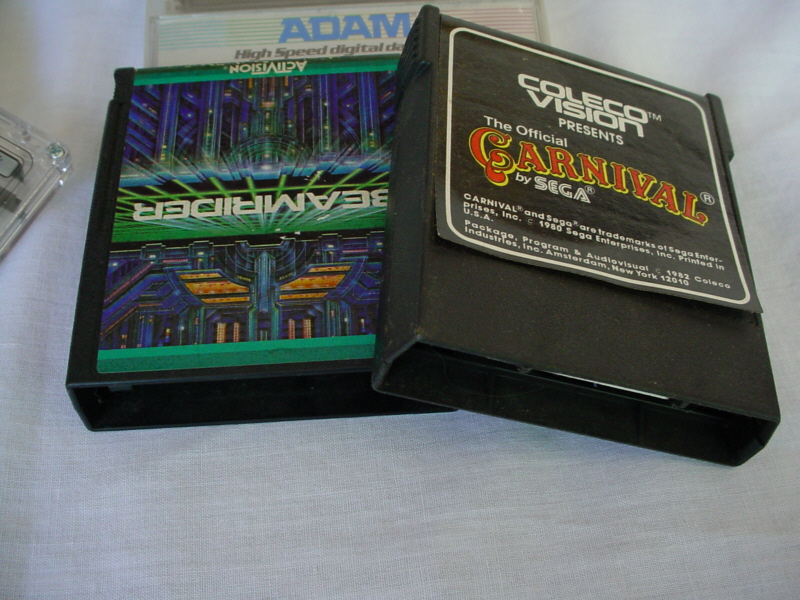 ADAM
High Speed digital da
ACTIVISION
BEAMRIDER
COLECO
VISION™
PRESENTS
The Official
CARNIVAL®
by SEGA®
CARNIVAL® and Sega® are trademarks of Sega Enter-
prises, Inc. © 1980 Sega Enterprises, Inc. Printed in
U.S.A.
Package, Program & Audiovisual © 1982 Coleco
Industries, Inc. Amsterdam, New York 12010